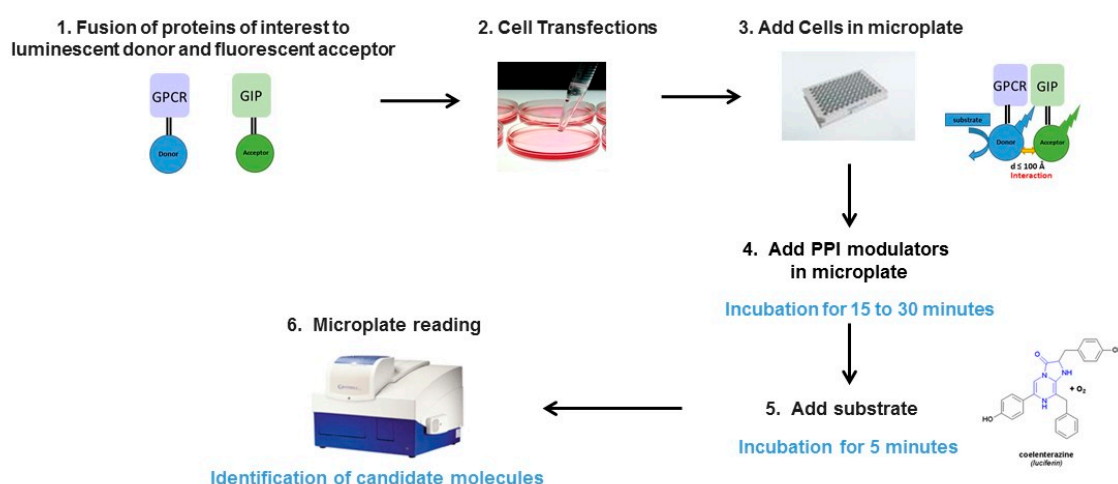 1. Fusion of proteins of interest to
luminescent donor and fluorescent acceptor
GPCR
GIP
Donor
Acceptor
2. Cell Transfections
3. Add Cells in microplate
GPCR
GIP
substrate
Donor
Acceptor
d ≤ 100 Å
Interaction
4. Add PPI modulators
in microplate
Incubation for 15 to 30 minutes
5. Add substrate
Incubation for 5 minutes
O
O
N
NH
N
N
H
+ O₂
HO
coelenterazine
(luciferin)
6. Microplate reading
Identification of candidate molecules